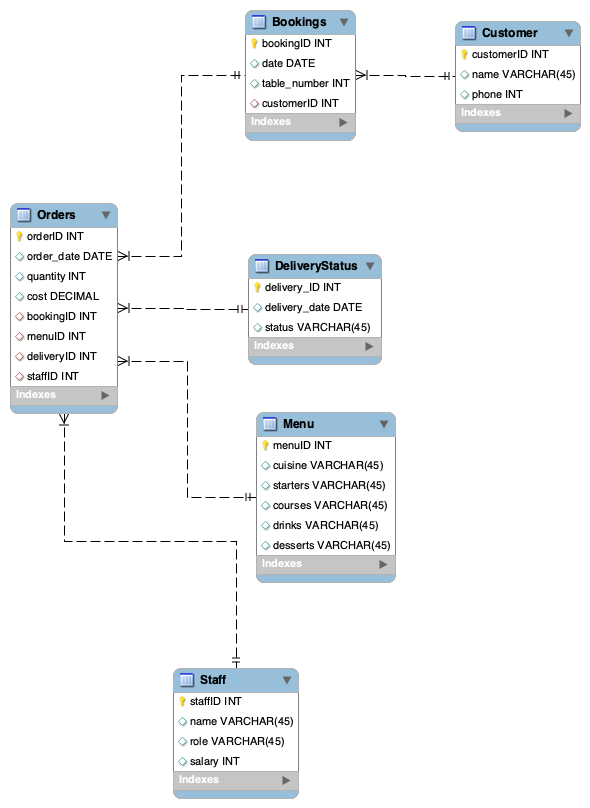 Bookings
bookingID INT
date DATE
table_number INT
customerID INT
Indexes
Customer
customerID INT
name VARCHAR(45)
phone INT
Indexes
Orders
orderID INT
order_date DATE
quantity INT
cost DECIMAL
bookingID INT
menuID INT
deliveryID INT
staffID INT
Indexes
DeliveryStatus
delivery_ID INT
delivery_date DATE
status VARCHAR(45)
Indexes
Menu
menuID INT
cuisine VARCHAR(45)
starters VARCHAR(45)
courses VARCHAR(45)
drinks VARCHAR(45)
desserts VARCHAR(45)
Indexes
Staff
staffID INT
name VARCHAR(45)
role VARCHAR(45)
salary INT
Indexes